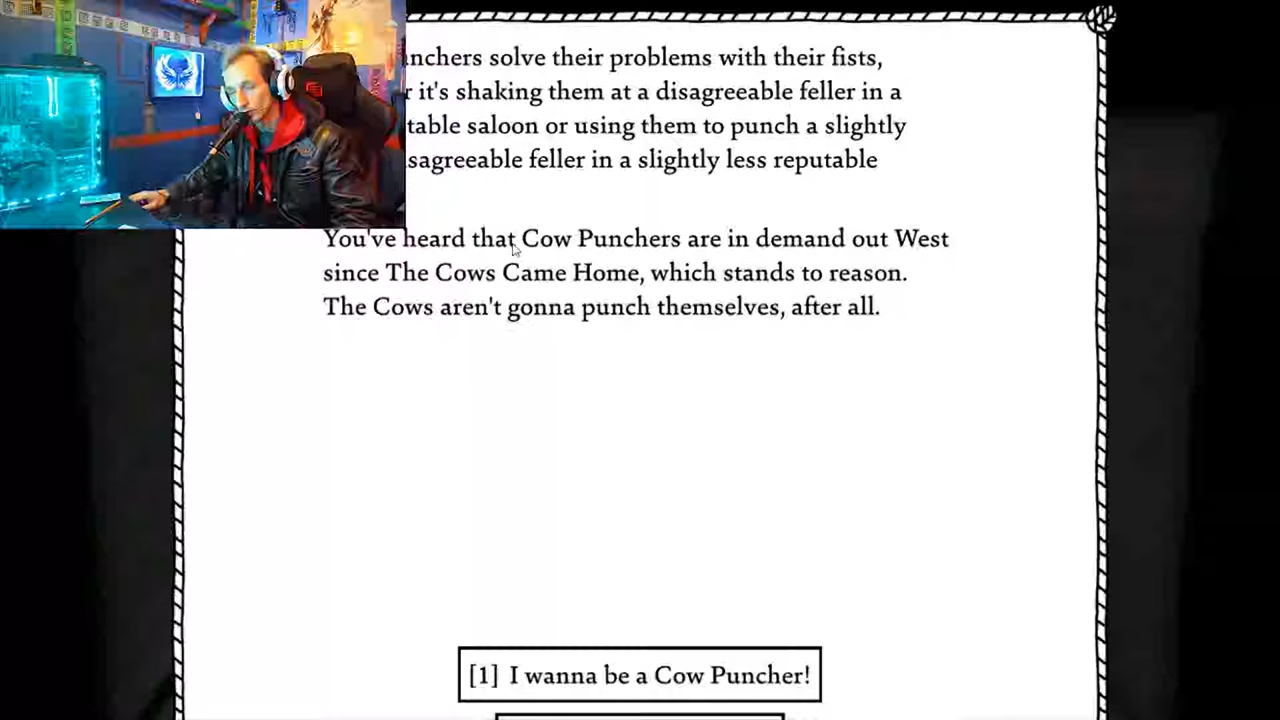 solve their problems with their fists,
it's shaking them at a disagreeable feller in a
saloon or using them to punch a slightly
feller in a slightly less reputable
You've heard that Cow Punchers are in demand out West
since The Cows Came Home, which stands to reason.
The Cows aren't gonna punch themselves, after all.
[1] I wanna be a Cow Puncher!